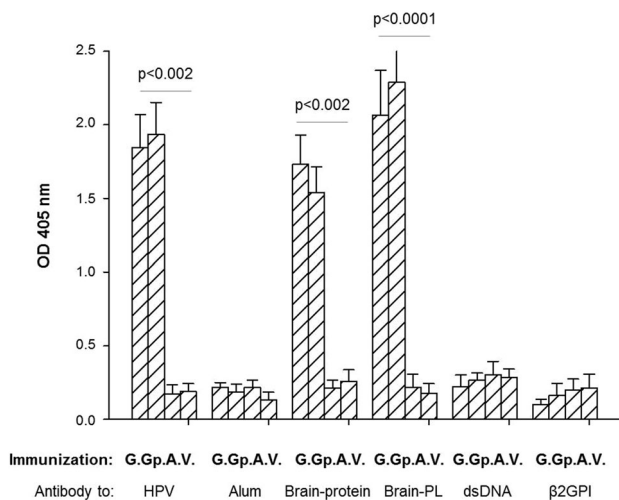 p<0.0001
2.5
p<0.002
p<0.002
2.0
1.5
OD 405 nm
1.0
0.5
0.0
Immunization: G.Gp.A.V. G.Gp.A.V. G.Gp.A.V. G.Gp.A.V. G.Gp.A.V. G.Gp.A.V.
Antibody to: HPV Alum Brain-protein Brain-PL dsDNA β2GPI